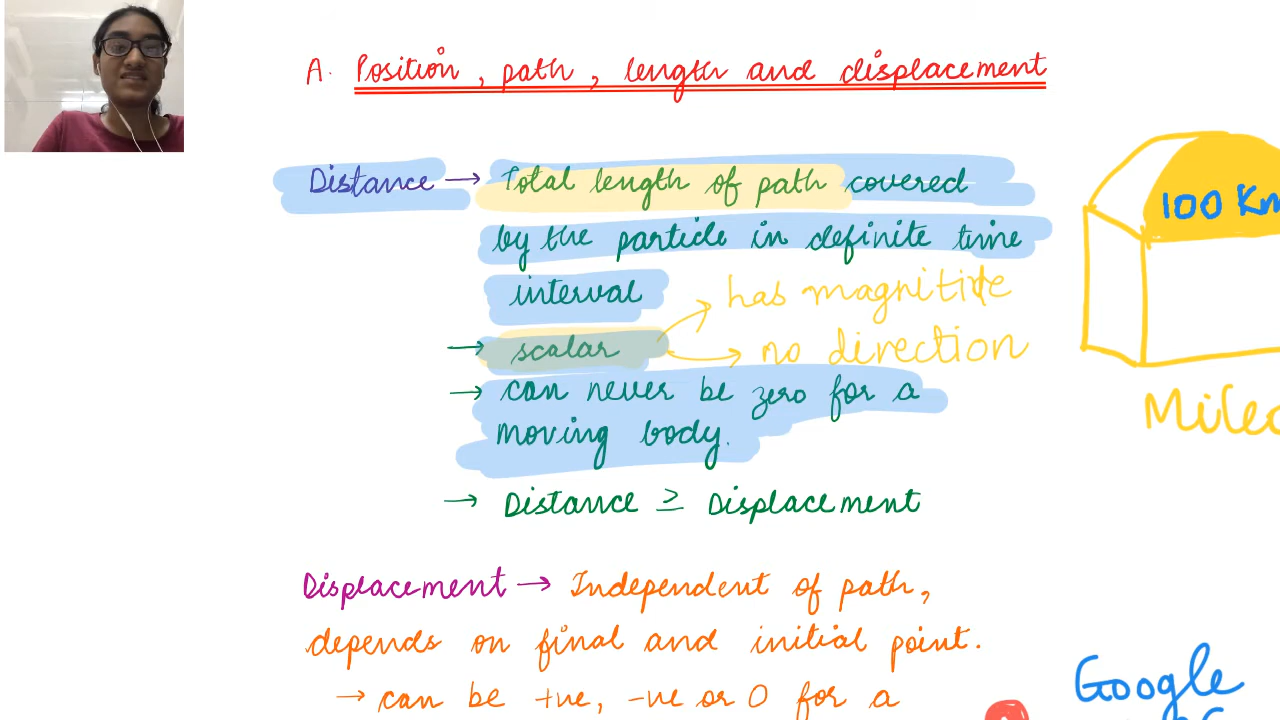 A. Position, path, length and displacement
Distance → Total length of path covered
by the particle in definite time
interval
→ scalar
has magnitide
no direction
→ can never be zero for a
moving body.
→ Distance ≥ Displacement
Displacement → Independent of path,
depends on final and initial point.
→ can be +ve, -ve or 0 for a
100 Km
Google